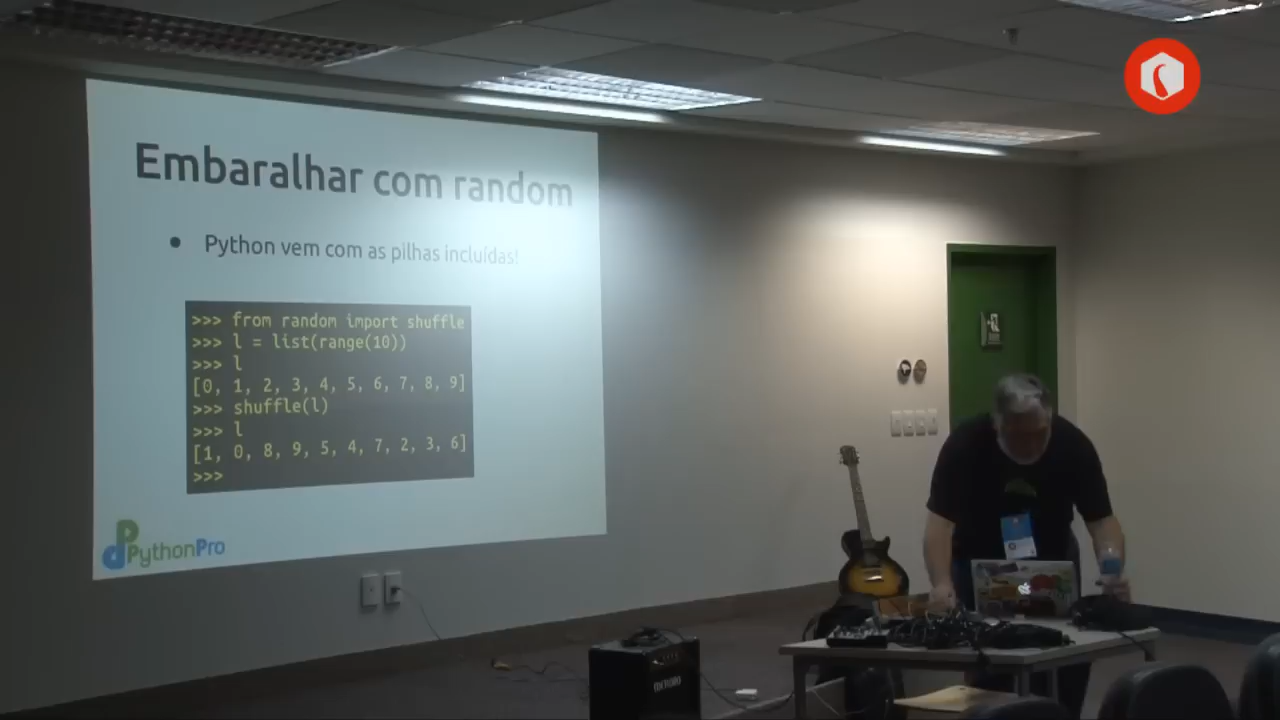 Embaralhar com random
● Python vem com as pilhas incluídas!
>>> from random import shuffle
>>> l = list(range(10))
>>> l
[0, 1, 2, 3, 4, 5, 6, 7, 8, 9]
>>> shuffle(l)
>>> l
[1, 0, 8, 9, 5, 4, 7, 2, 3, 6]
>>>
PythonPro